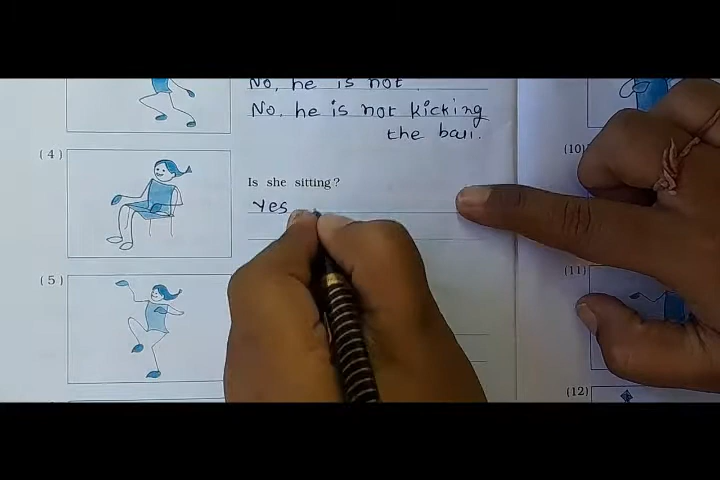 No, he is not.
No, he is not kicking
the ball.
(4)
Is she sitting?
Yes
(5)
(10)
(11)
(12)